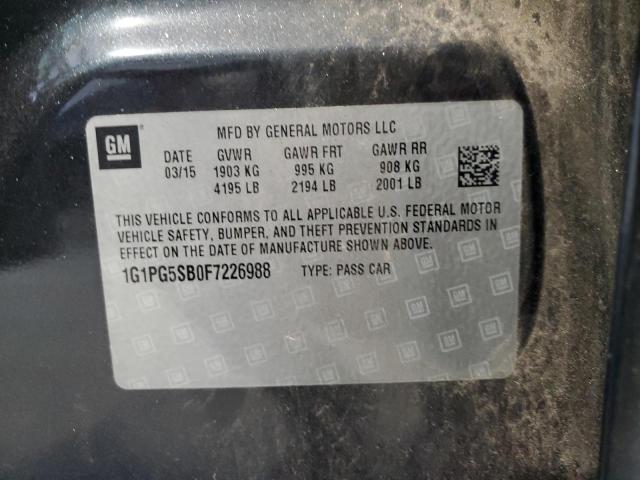 GM
MFD BY GENERAL MOTORS LLC
DATE GVWR GAWR FRT GAWR RR
03/15 1903 KG 995 KG 908 KG
4195 LB 2194 LB 2001 LB
THIS VEHICLE CONFORMS TO ALL APPLICABLE U.S. FEDERAL MOTOR
VEHICLE SAFETY, BUMPER, AND THEFT PREVENTION STANDARDS IN
EFFECT ON THE DATE OF MANUFACTURE SHOWN ABOVE.
1G1PG5SB0F7226988 TYPE: PASS CAR